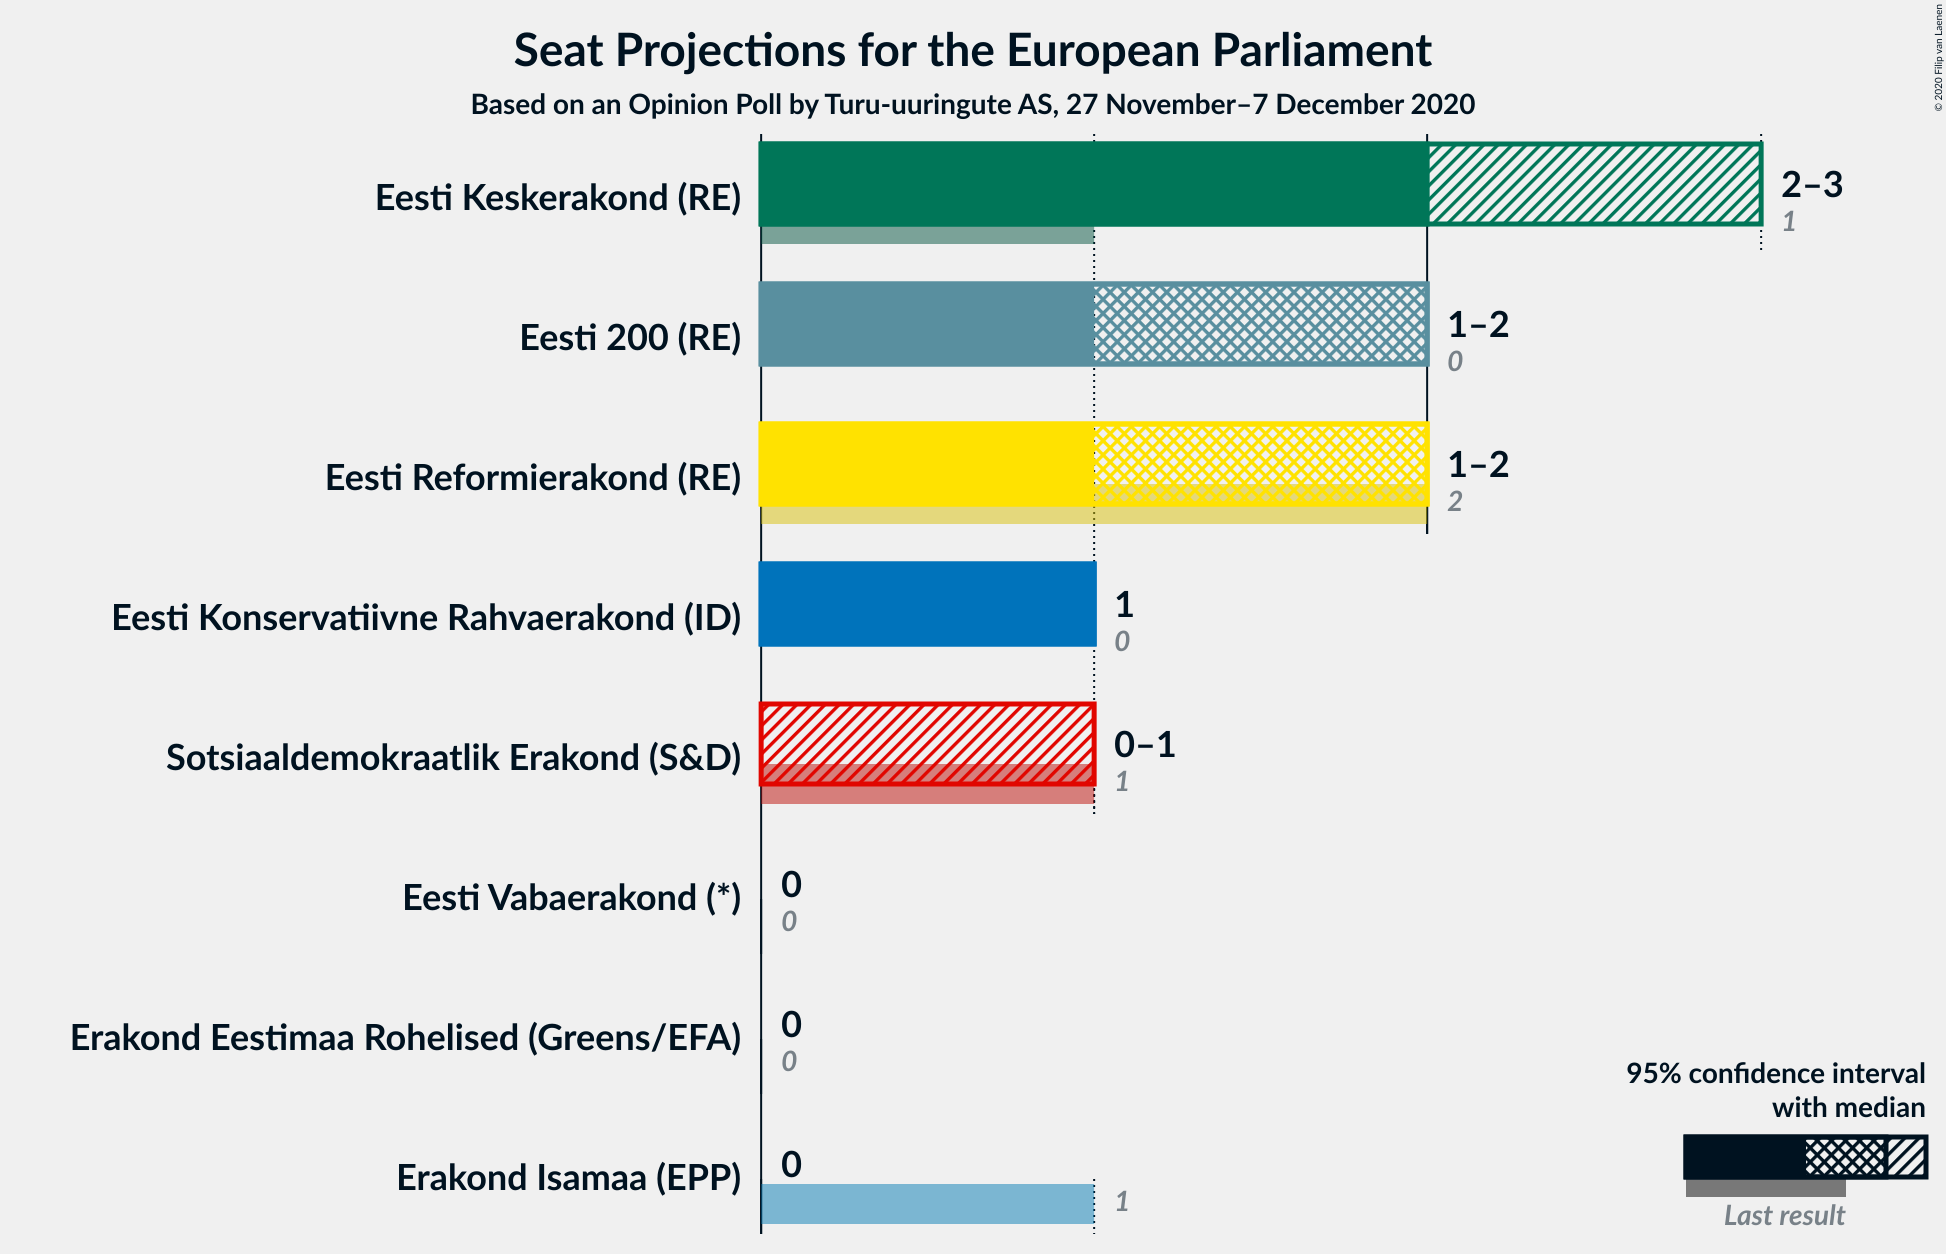 Seat Projections for the European Parliament
Based on an Opinion Poll by Turu-uuringute AS, 27 November–7 December 2020
© 2020 Filip van Laenen
Eesti Keskerakond (RE)
2–3
1
Eesti 200 (RE)
1–2
0
Eesti Reformierakond (RE)
1–2
2
Eesti Konservatiivne Rahvaerakond (ID)
1
0
Sotsiaaldemokraatlik Erakond (S&D)
0–1
1
Eesti Vabaerakond (*)
0
0
Erakond Eestimaa Rohelised (Greens/EFA)
0
0
Erakond Isamaa (EPP)
0
1
95% confidence interval
with median
Last result